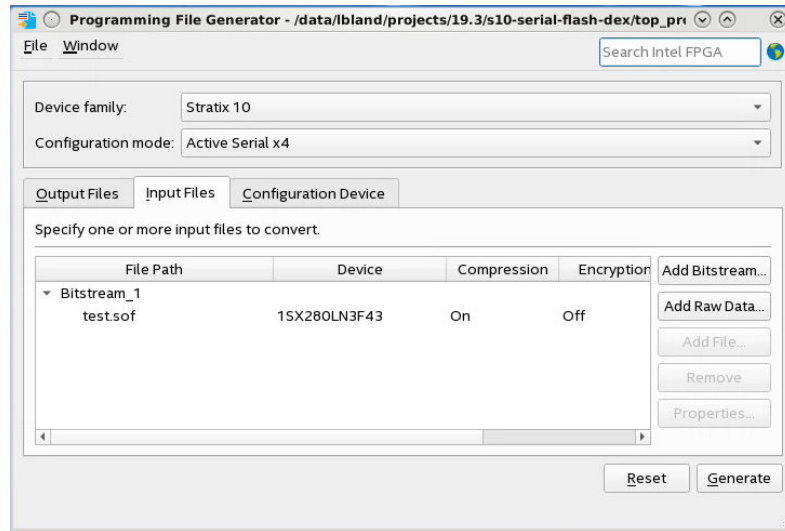 Programming File Generator - /data/lbland/projects/19.3/s10-serial-flash-dex/top_pr
File Window
Search Intel FPGA
Device family: Stratix 10
Configuration mode: Active Serial x4
Output Files Input Files Configuration Device
Specify one or more input files to convert.
File Path Device Compression Encryption
Add Bitstream...
Bitstream_1
Add Raw Data...
test.sof 1SX280LN3F43 On Off
Add File...
Remove
Properties...
Reset Generate